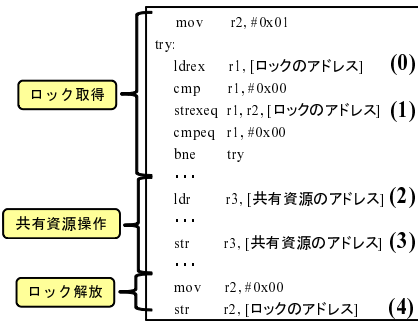 mov r2, #0x01
try:
ldrex r1, [ロックのアドレス] (0)
cmp r1, #0x00
strexeq r1, r2, [ロックのアドレス] (1)
cmpeq r1, #0x00
bne try
ロック取得
･･･
ldr r3, [共有資源のアドレス] (2)
･･･
共有資源操作
str r3, [共有資源のアドレス] (3)
･･･
mov r2, #0x00
ロック解放
str r2, [ロックのアドレス] (4)